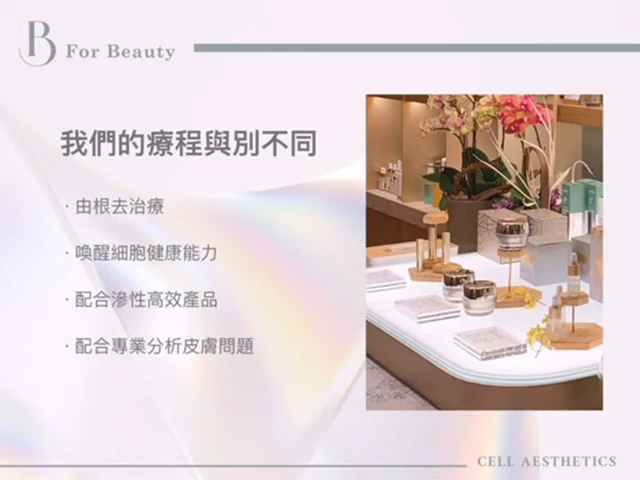 B
For Beauty
我們的療程與別不同
· 由根去治療
· 喚醒細胞健康能力
· 配合滲性高效產品
· 配合專業分析皮膚問題
CELL AESTHETICS